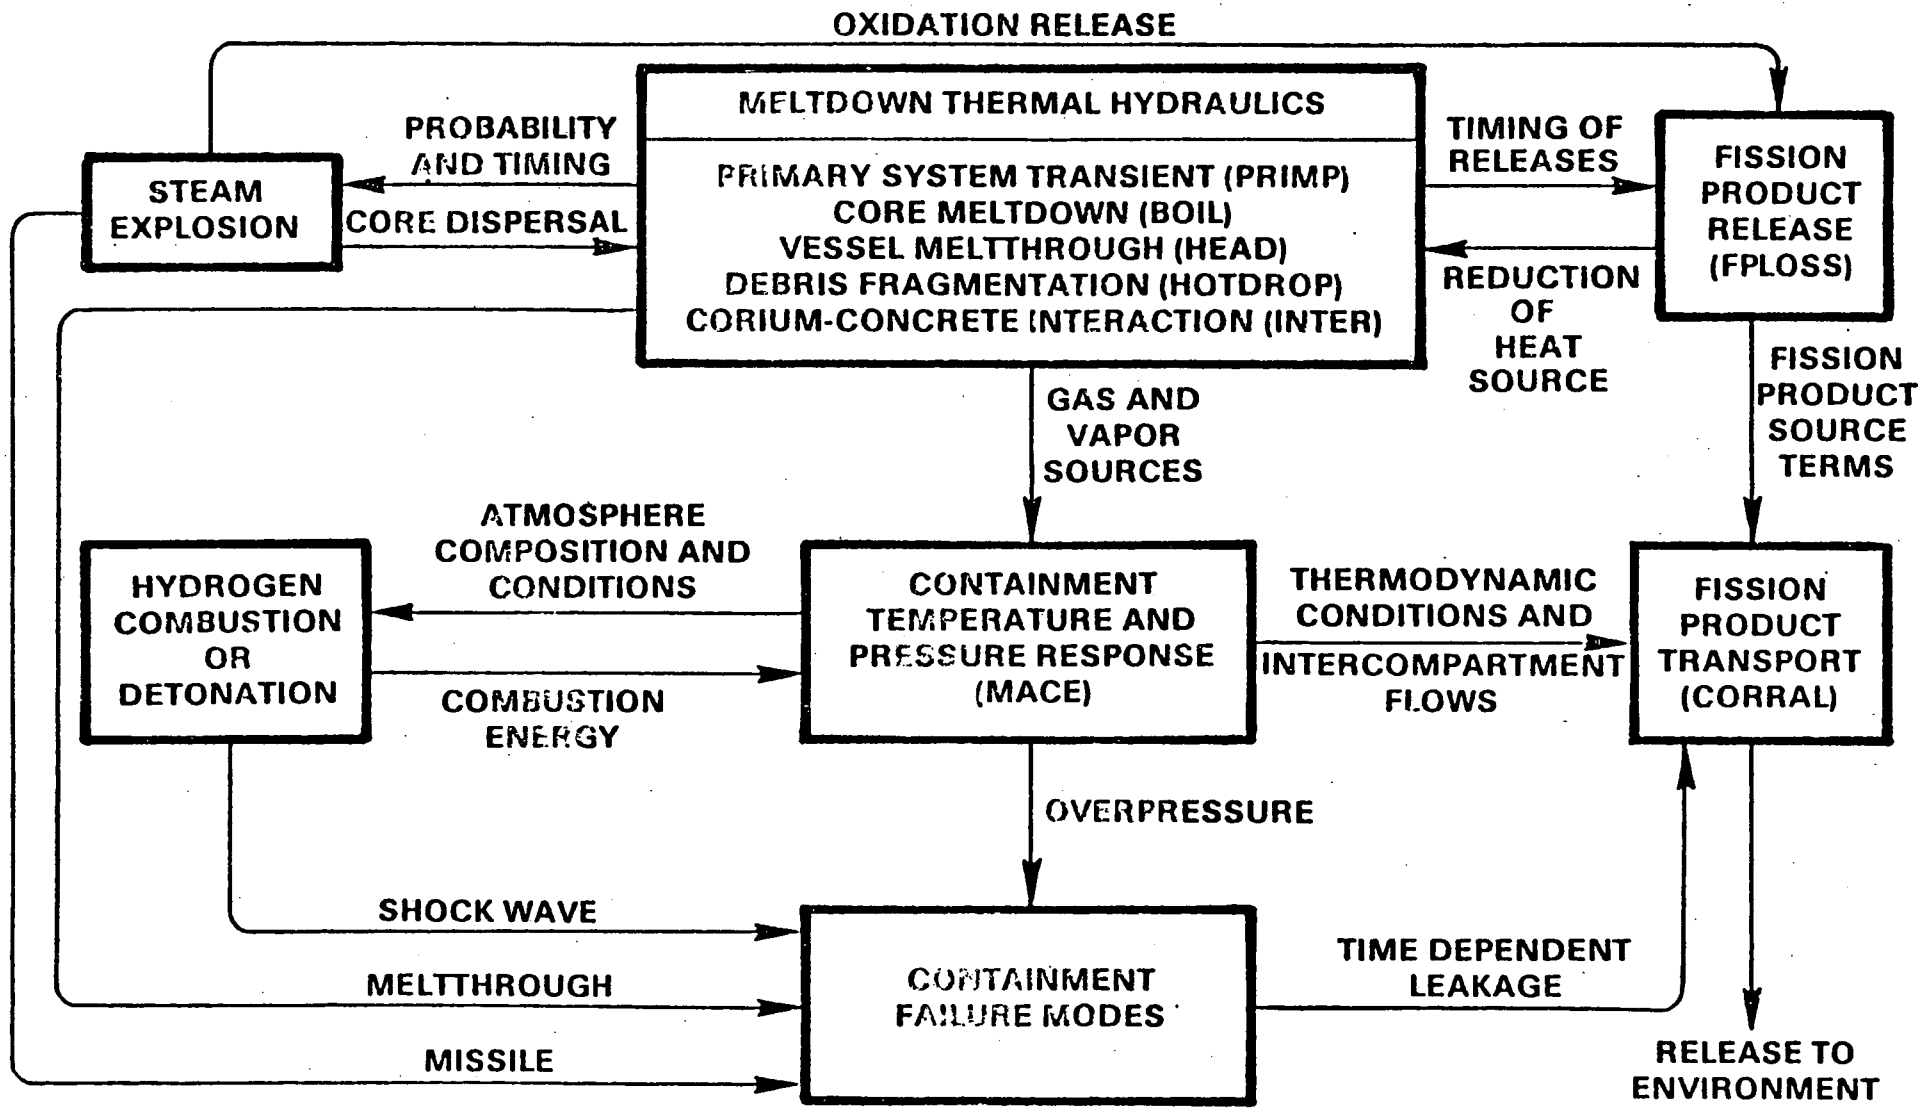 OXIDATION RELEASE
MELTDOWN THERMAL HYDRAULICS
PRIMARY SYSTEM TRANSIENT (PRIMP)
CORE MELTDOWN (BOIL)
VESSEL MELTTHROUGH (HEAD)
DEBRIS FRAGMENTATION (HOTDROP)
CORIUM-CONCRETE INTERACTION (INTER)
PROBABILITY
AND TIMING
STEAM
EXPLOSION
CORE DISPERSAL
TIMING OF
RELEASES
FISSION
PRODUCT
RELEASE
(FPLOSS)
REDUCTION
OF
HEAT
SOURCE
FISSION
PRODUCT
SOURCE
TERMS
GAS AND
VAPOR
SOURCES
ATMOSPHERE
COMPOSITION AND
CONDITIONS
HYDROGEN
COMBUSTION
OR
DETONATION
COMBUSTION
ENERGY
CONTAINMENT
TEMPERATURE AND
PRESSURE RESPONSE
(MACE)
THERMODYNAMIC
CONDITIONS AND
INTERCOMPARTMENT
FLOWS
FISSION
PRODUCT
TRANSPORT
(CORRAL)
OVERPRESSURE
SHOCK WAVE
MELTTHROUGH
MISSILE
CONTAINMENT
FAILURE MODES
TIME DEPENDENT
LEAKAGE
RELEASE TO
ENVIRONMENT